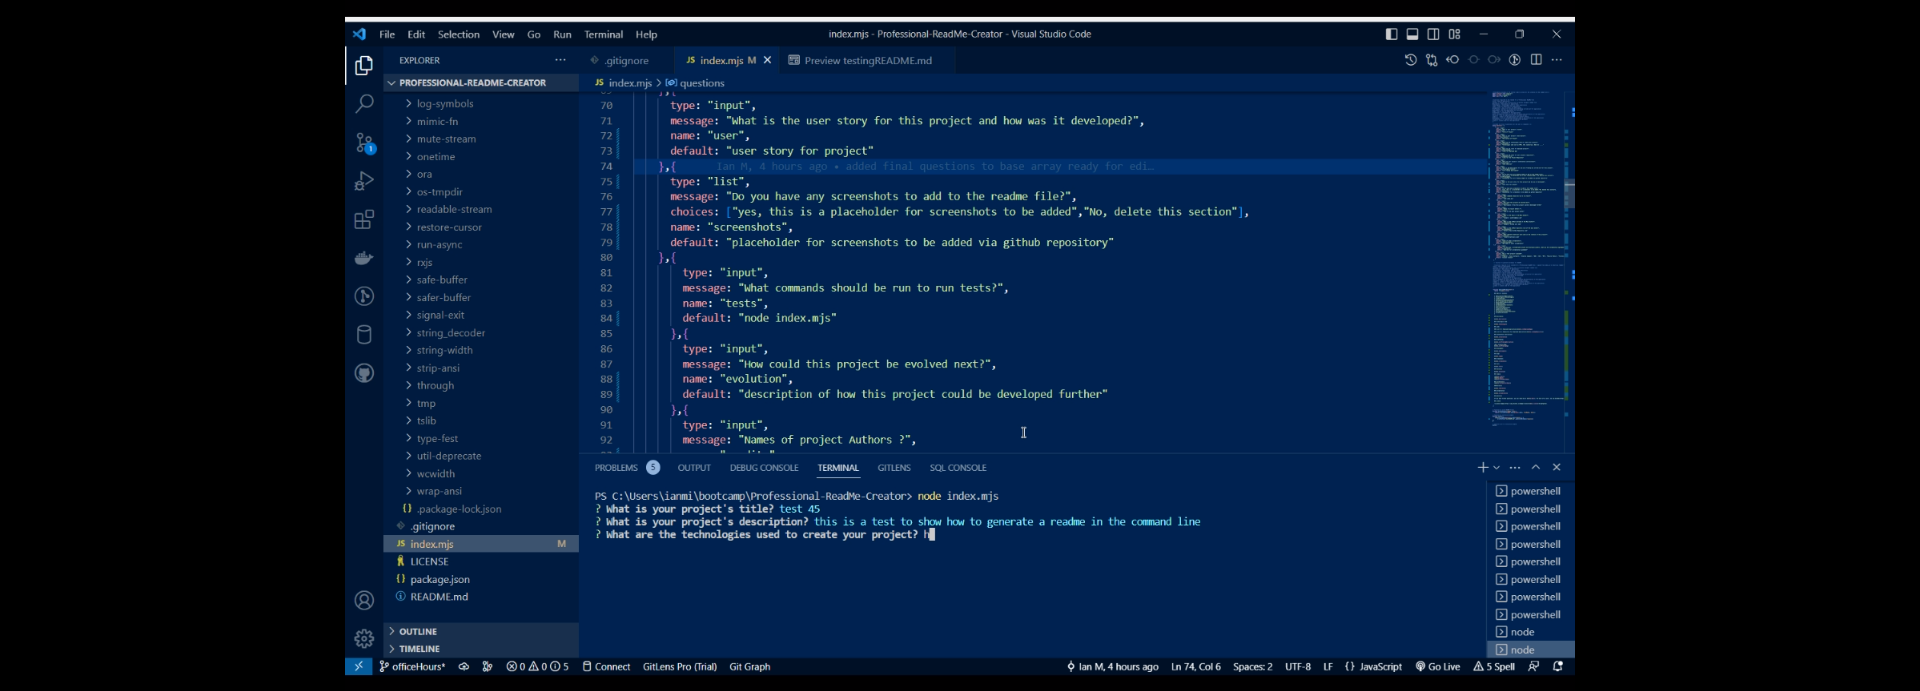 File Edit Selection View Go Run Terminal Help
index.mjs - Professional-ReadMe-Creator - Visual Studio Code
EXPLORER
.gitignore
JS index.mjs M
Preview testingREADME.md
PROFESSIONAL-README-CREATOR
JS index.mjs > questions
log-symbols
mimic-fn
mute-stream
onetime
ora
os-tmpdir
readable-stream
restore-cursor
run-async
rxjs
safe-buffer
safer-buffer
signal-exit
string_decoder
string-width
strip-ansi
through
tmp
tslib
type-fest
util-deprecate
wcwidth
wrap-ansi
{} .package-lock.json
.gitignore
JS index.mjs M
LICENSE
{} package.json
README.md
OUTLINE
TIMELINE
70 type: "input",
71 message: "What is the user story for this project and how was it developed?",
72 name: "user",
73 default: "user story for project"
74 },{ Ian M, 4 hours ago • added final questions to base array ready for edi…
75 type: "list",
76 message: "Do you have any screenshots to add to the readme file?",
77 choices: ["yes, this is a placeholder for screenshots to be added","No, delete this section"],
78 name: "screenshots",
79 default: "placeholder for screenshots to be added via github repository"
80 },{
81 type: "input",
82 message: "What commands should be run to run tests?",
83 name: "tests",
84 default: "node index.mjs"
85 },{
86 type: "input",
87 message: "How could this project be evolved next?",
88 name: "evolution",
89 default: "description of how this project could be developed further"
90 },{
91 type: "input",
92 message: "Names of project Authors ?",
PROBLEMS 5 OUTPUT DEBUG CONSOLE TERMINAL GITLENS SQL CONSOLE
PS C:\Users\ianmi\bootcamp\Professional-ReadMe-Creator> node index.mjs
? What is your project's title? test 45
? What is your project's description? this is a test to show how to generate a readme in the command line
? What are the technologies used to create your project? h
powershell
powershell
powershell
powershell
powershell
powershell
powershell
powershell
node
node
officeHours* 0 0 5 Connect GitLens Pro (Trial) Git Graph
Ian M, 4 hours ago Ln 74, Col 6 Spaces: 2 UTF-8 LF {} JavaScript Go Live 5 Spell